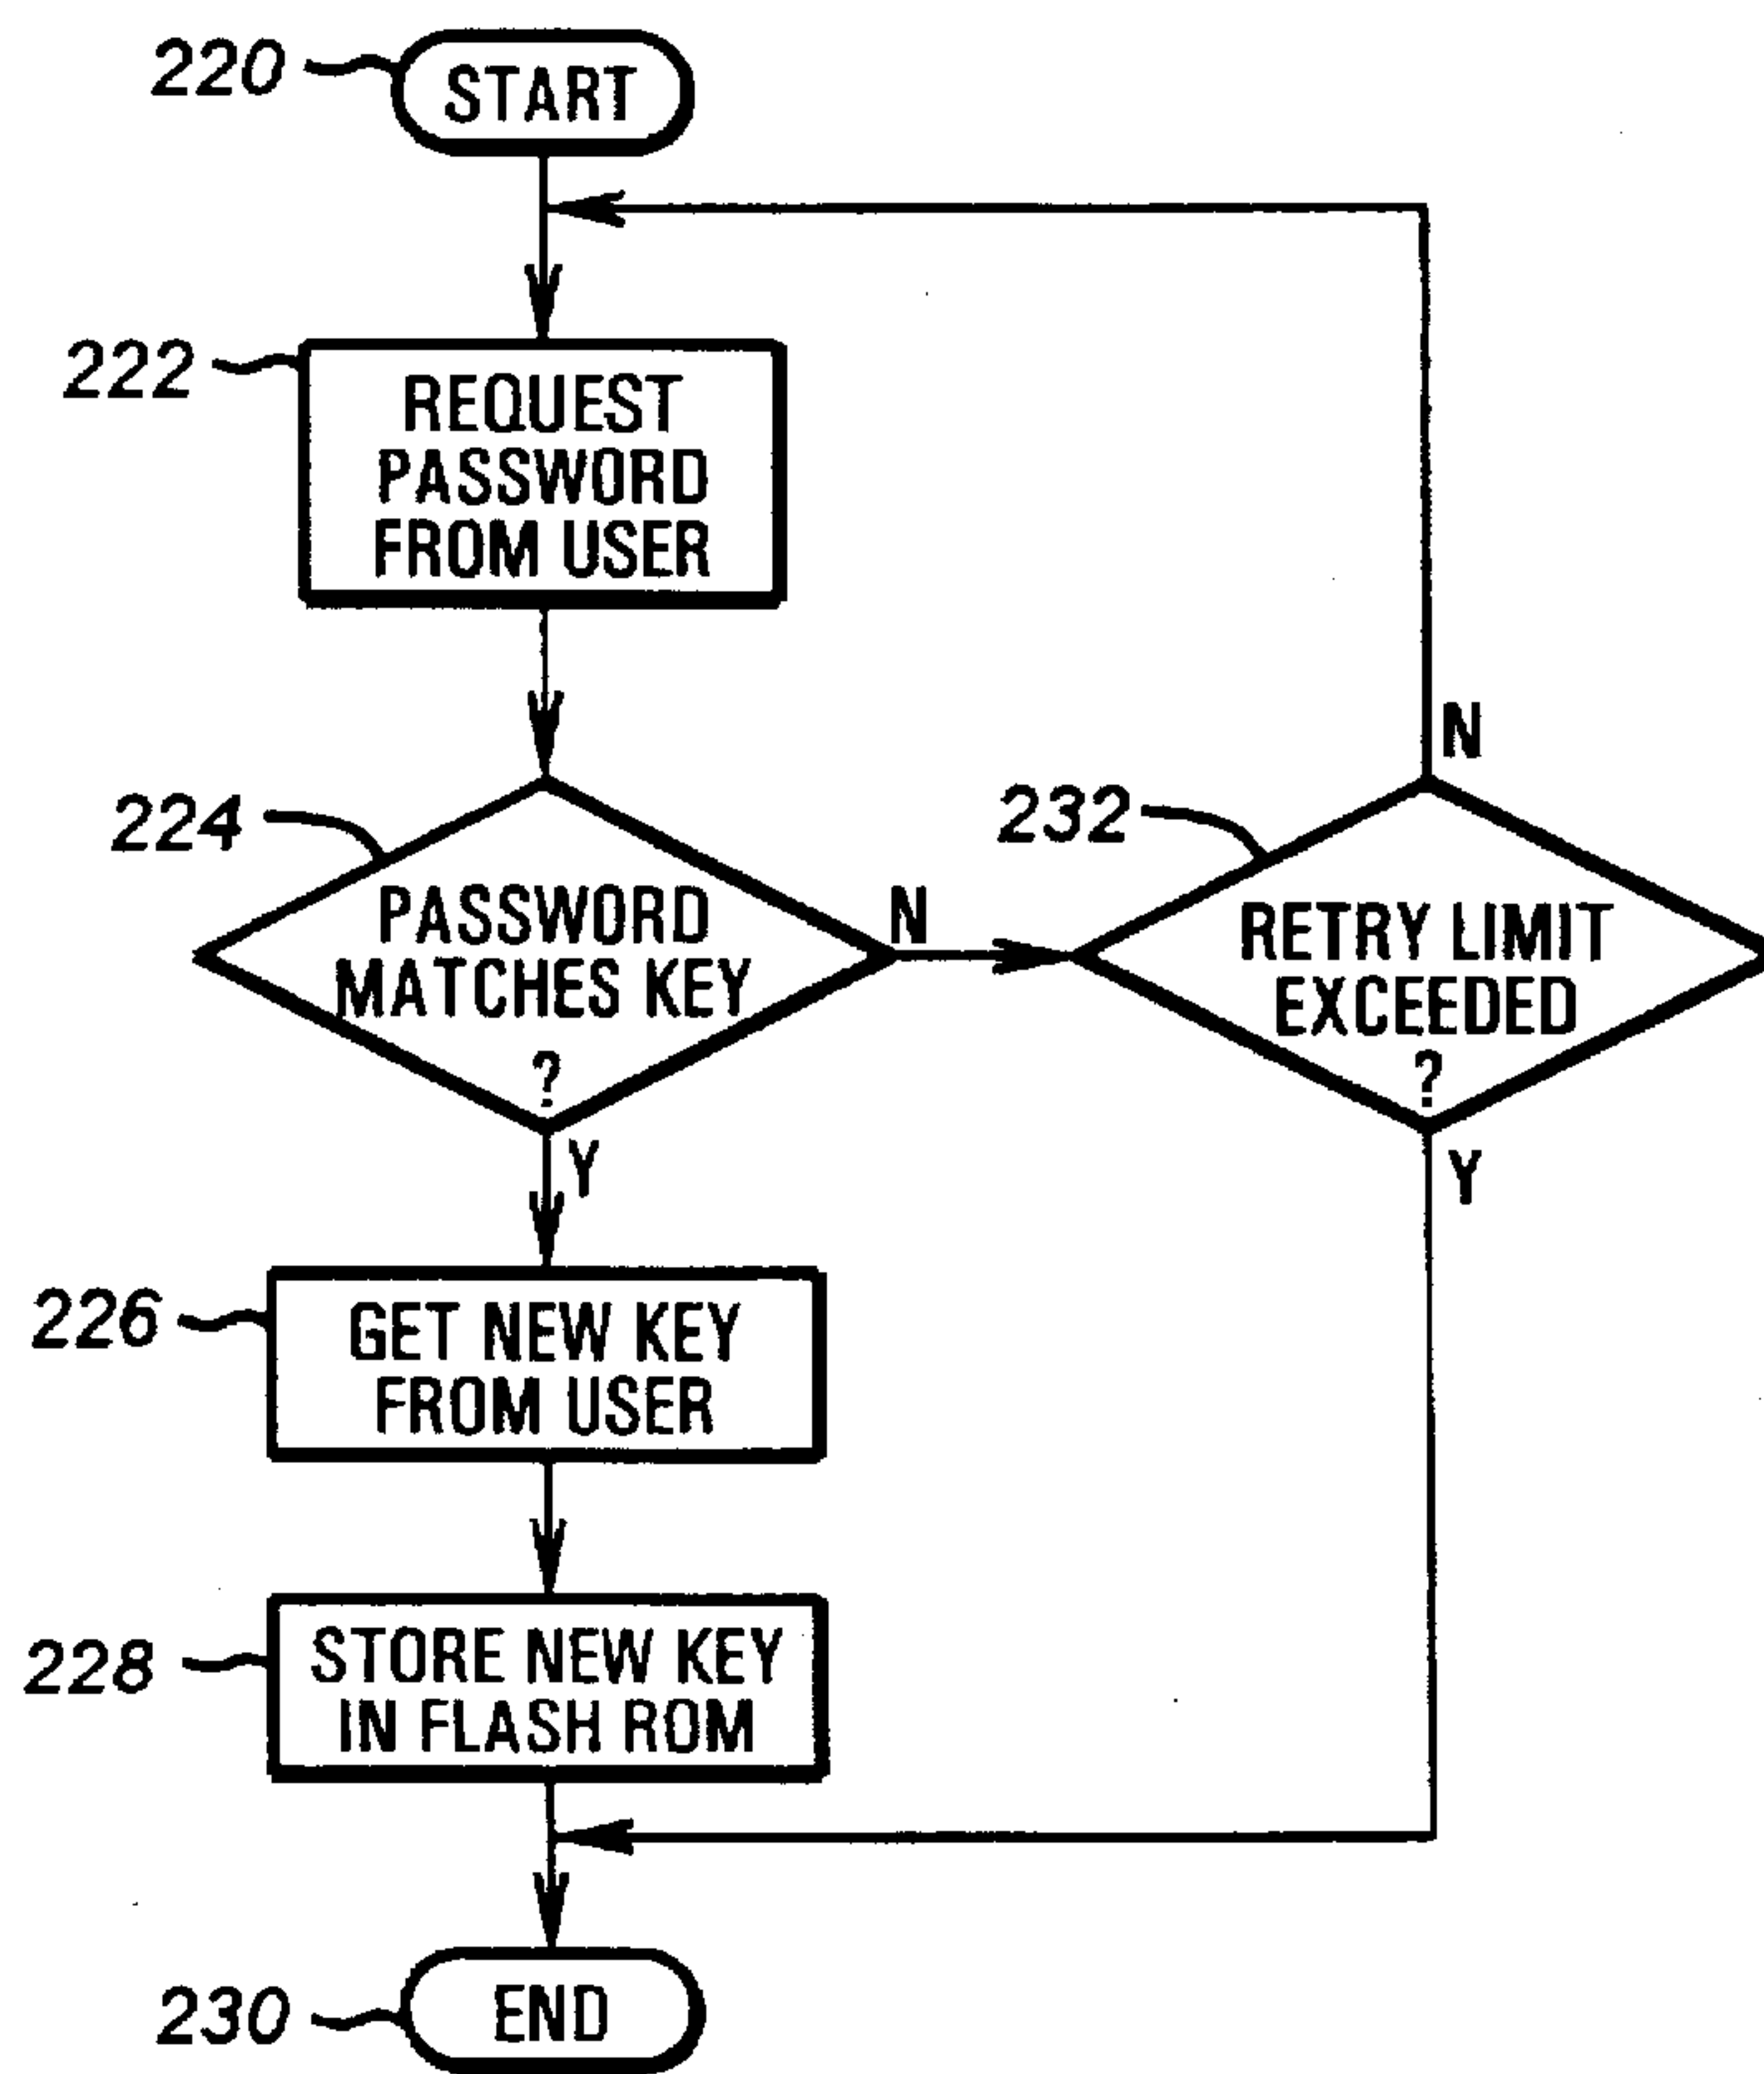 220
START
222
REQUEST
PASSWORD
FROM USER
224
PASSWORD
MATCHES KEY
?
N
Y
232
RETRY LIMIT
EXCEEDED
?
N
Y
226
GET NEW KEY
FROM USER
228
STORE NEW KEY
IN FLASH ROM
230
END